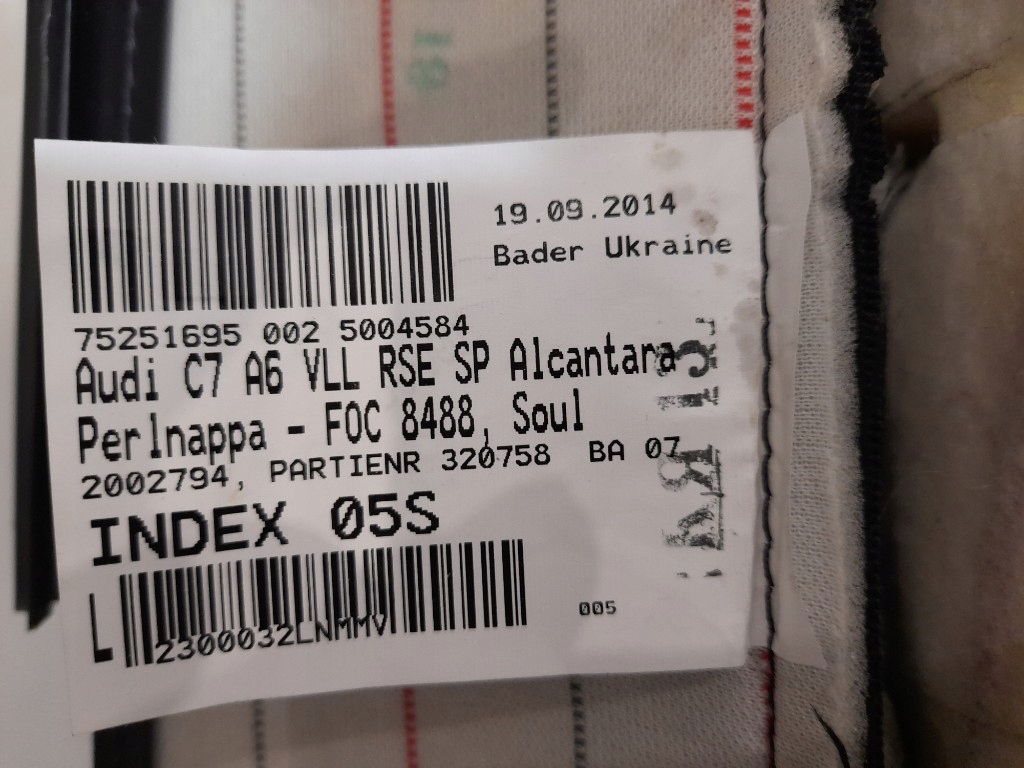 18
19.09.2014
Bader Ukraine
75251695 002 5004584
Audi C7 A6 VLL RSE SP Alcantara
Perlnappa - FOC 8488, Soul
2002794, PARTIENR 320758 BA 07
INDEX 05S
L
2300032LNMMV
005